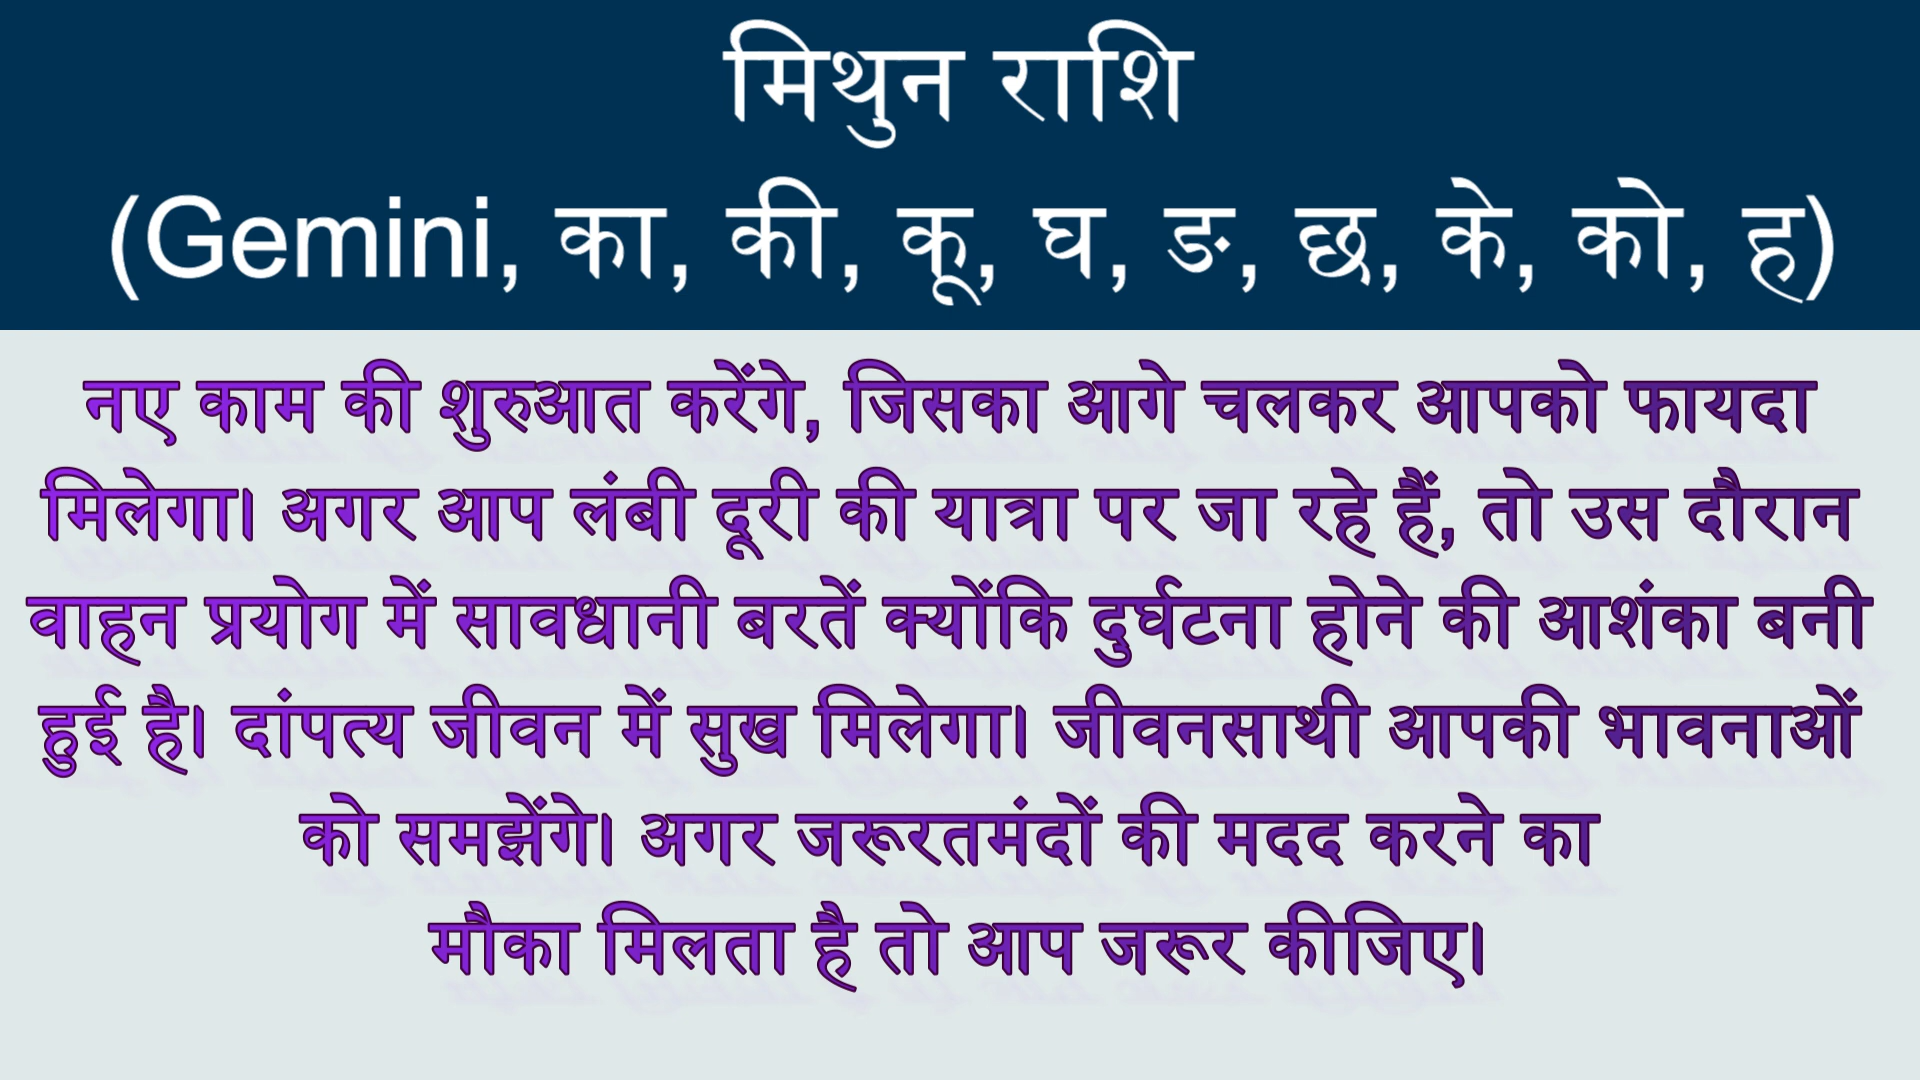 मिथुन राशि
(Gemini, का, की, कू, घ, ङ, छ, के, को, ह)
नए काम की शुरुआत करेंगे, जिसका आगे चलकर आपको फायदा
मिलेगा। अगर आप लंबी दूरी की यात्रा पर जा रहे हैं, तो उस दौरान
वाहन प्रयोग में सावधानी बरतें क्योंकि दुर्घटना होने की आशंका बनी
हुई है। दांपत्य जीवन में सुख मिलेगा। जीवनसाथी आपकी भावनाओं
को समझेंगे। अगर जरूरतमंदों की मदद करने का
मौका मिलता है तो आप जरूर कीजिए।